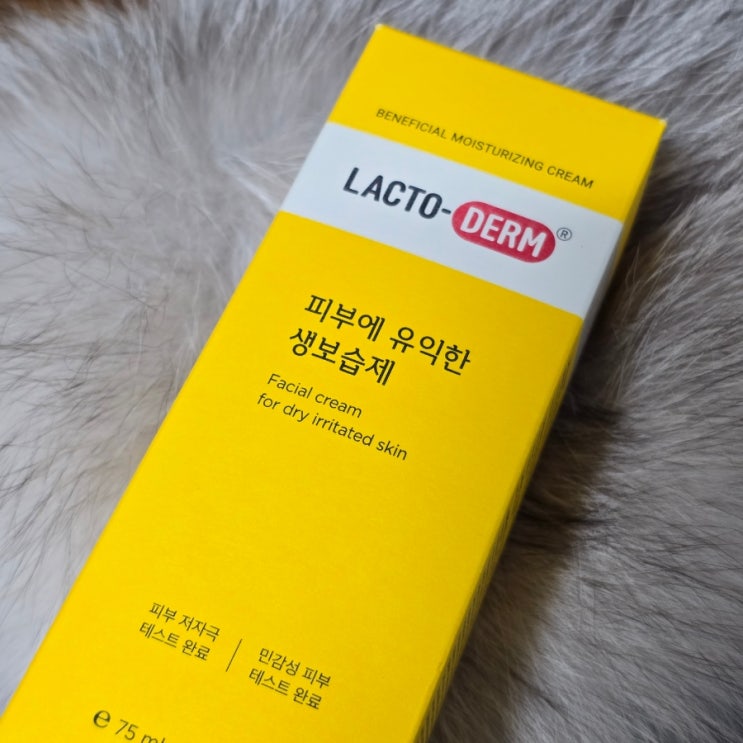 BENEFICIAL MOISTURIZING CREAM
LACTO-DERM®
피부에 유익한
생보습제
Facial cream
for dry irritated skin
피부 저자극
테스트 완료
민감성 피부
테스트 완료
℮ 75 ml